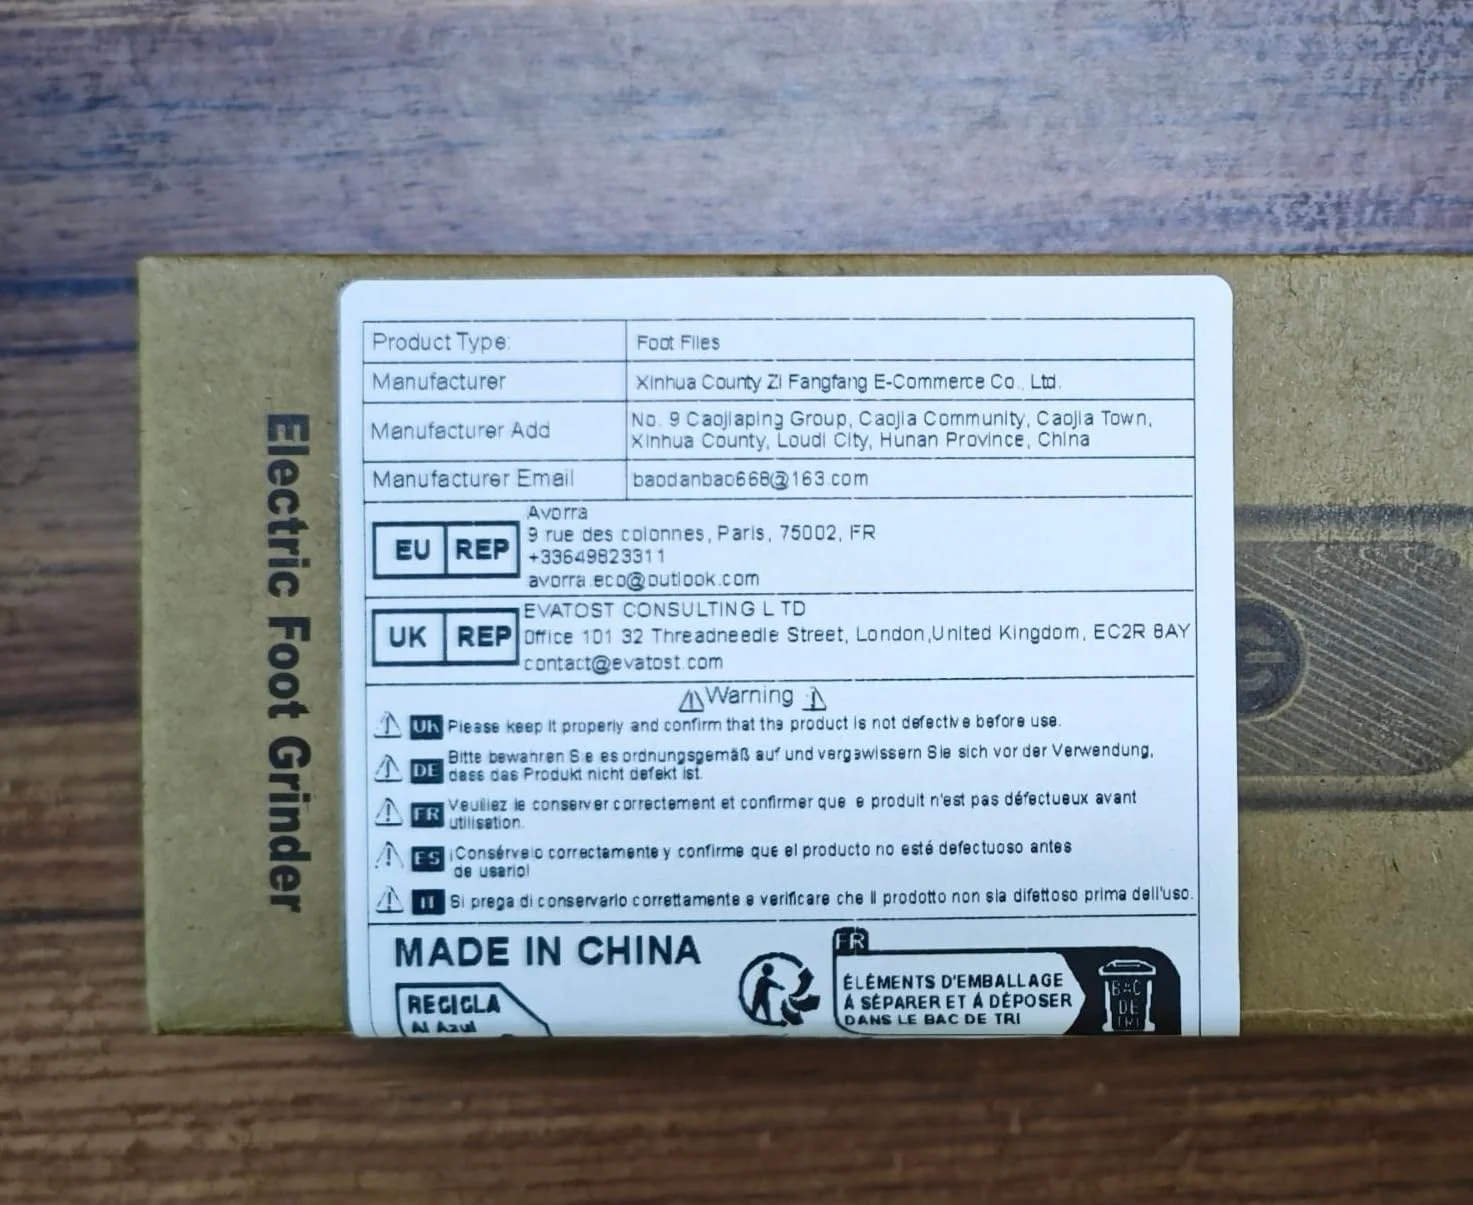 Electric Foot Grinder
Product Type: Foot Files
Manufacturer Xinhua County Zi Fangfang E-Commerce Co., Ltd.
Manufacturer Add No. 9 Caojiaping Group, Caojia Community, Caojia Town,
Xinhua County, Loudi City, Hunan Province, China
Manufacturer Email baodanbao668@163.com
EU REP
Avorra
9 rue des colonnes, Paris, 75002, FR
+33649823311
avorra.eco@outlook.com
UK REP
EVATOST CONSULTING L TD
Office 101 32 Threadneedle Street, London,United Kingdom, EC2R 8AY
contact@evatost.com
Warning
UK Please keep it properly and confirm that the product is not defective before use.
DE Bitte bewahren Sie es ordnungsgemäß auf und vergewissern Sie sich vor der Verwendung,
dass das Produkt nicht defekt ist.
FR Veuillez le conserver correctement et confirmer que le produit n'est pas défectueux avant
utilisation.
ES ¡Consérvelo correctamente y confirme que el producto no esté defectuoso antes
de usarlo!
IT Si prega di conservarlo correttamente e verificare che il prodotto non sia difettoso prima dell'uso.
MADE IN CHINA
RECICLA
Al Azul
FR
ÉLÉMENTS D'EMBALLAGE
À SÉPARER ET À DÉPOSER
DANS LE BAC DE TRI
BAC
DE
TRI